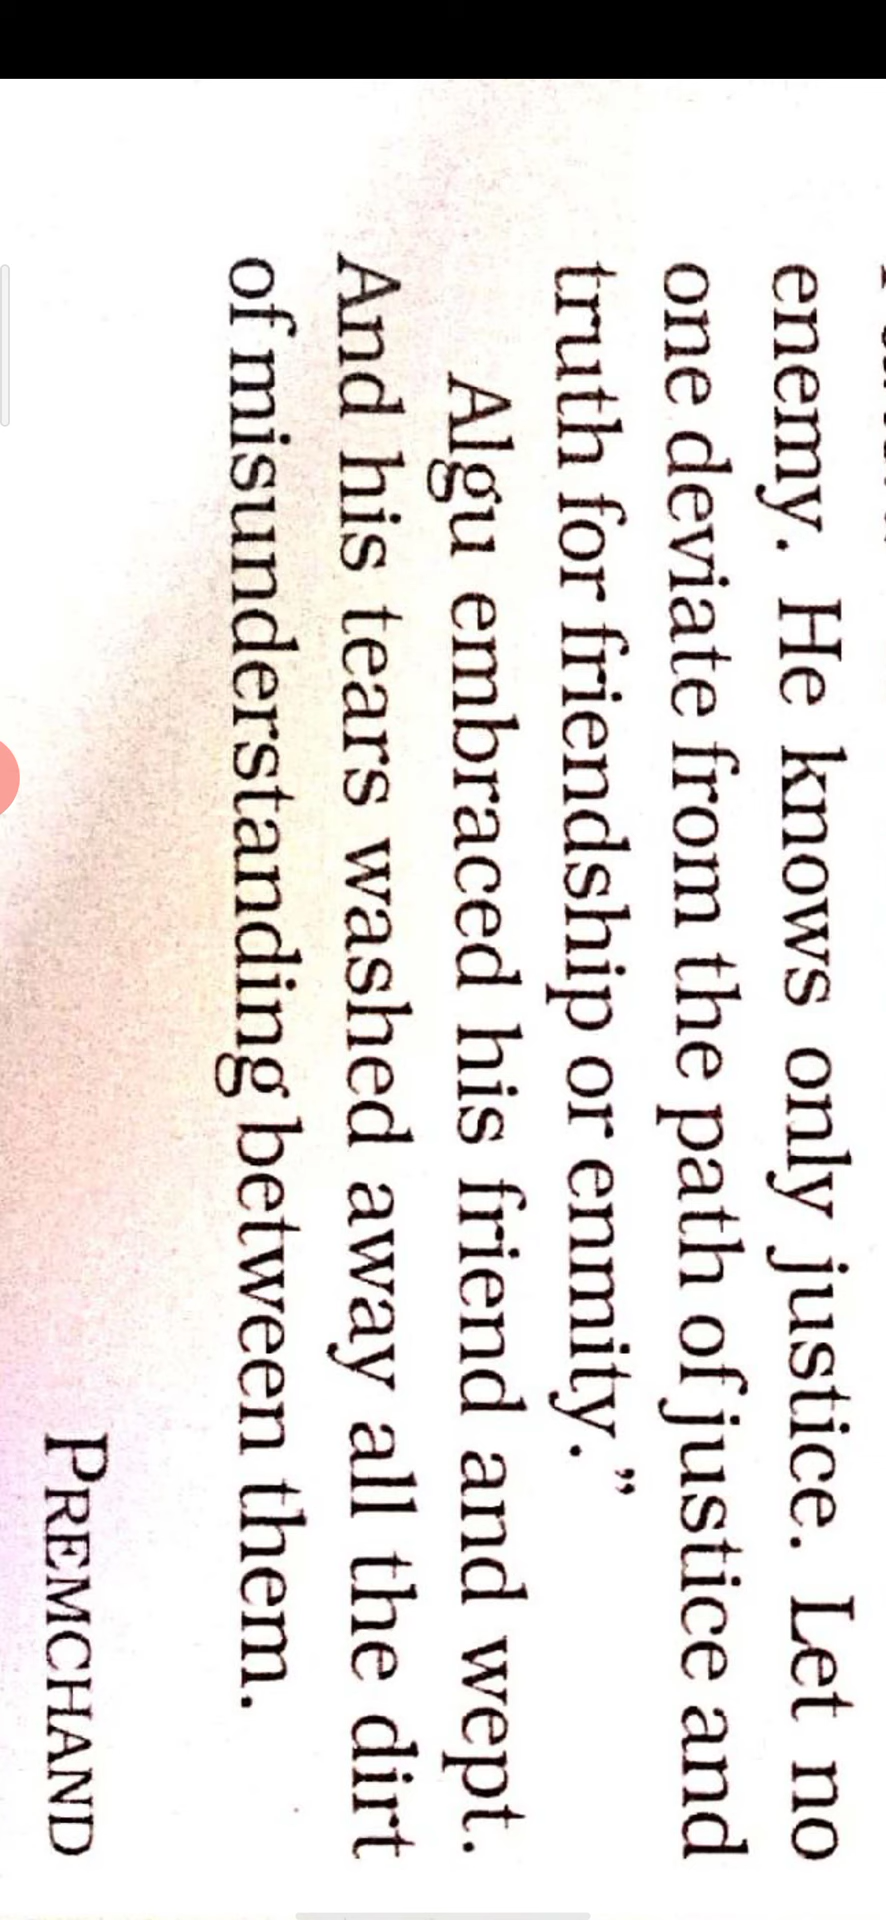 enemy. He knows only justice. Let no
one deviate from the path of justice and
truth for friendship or enmity.”
Algu embraced his friend and wept.
And his tears washed away all the dirt
of misunderstanding between them.
PREMCHAND